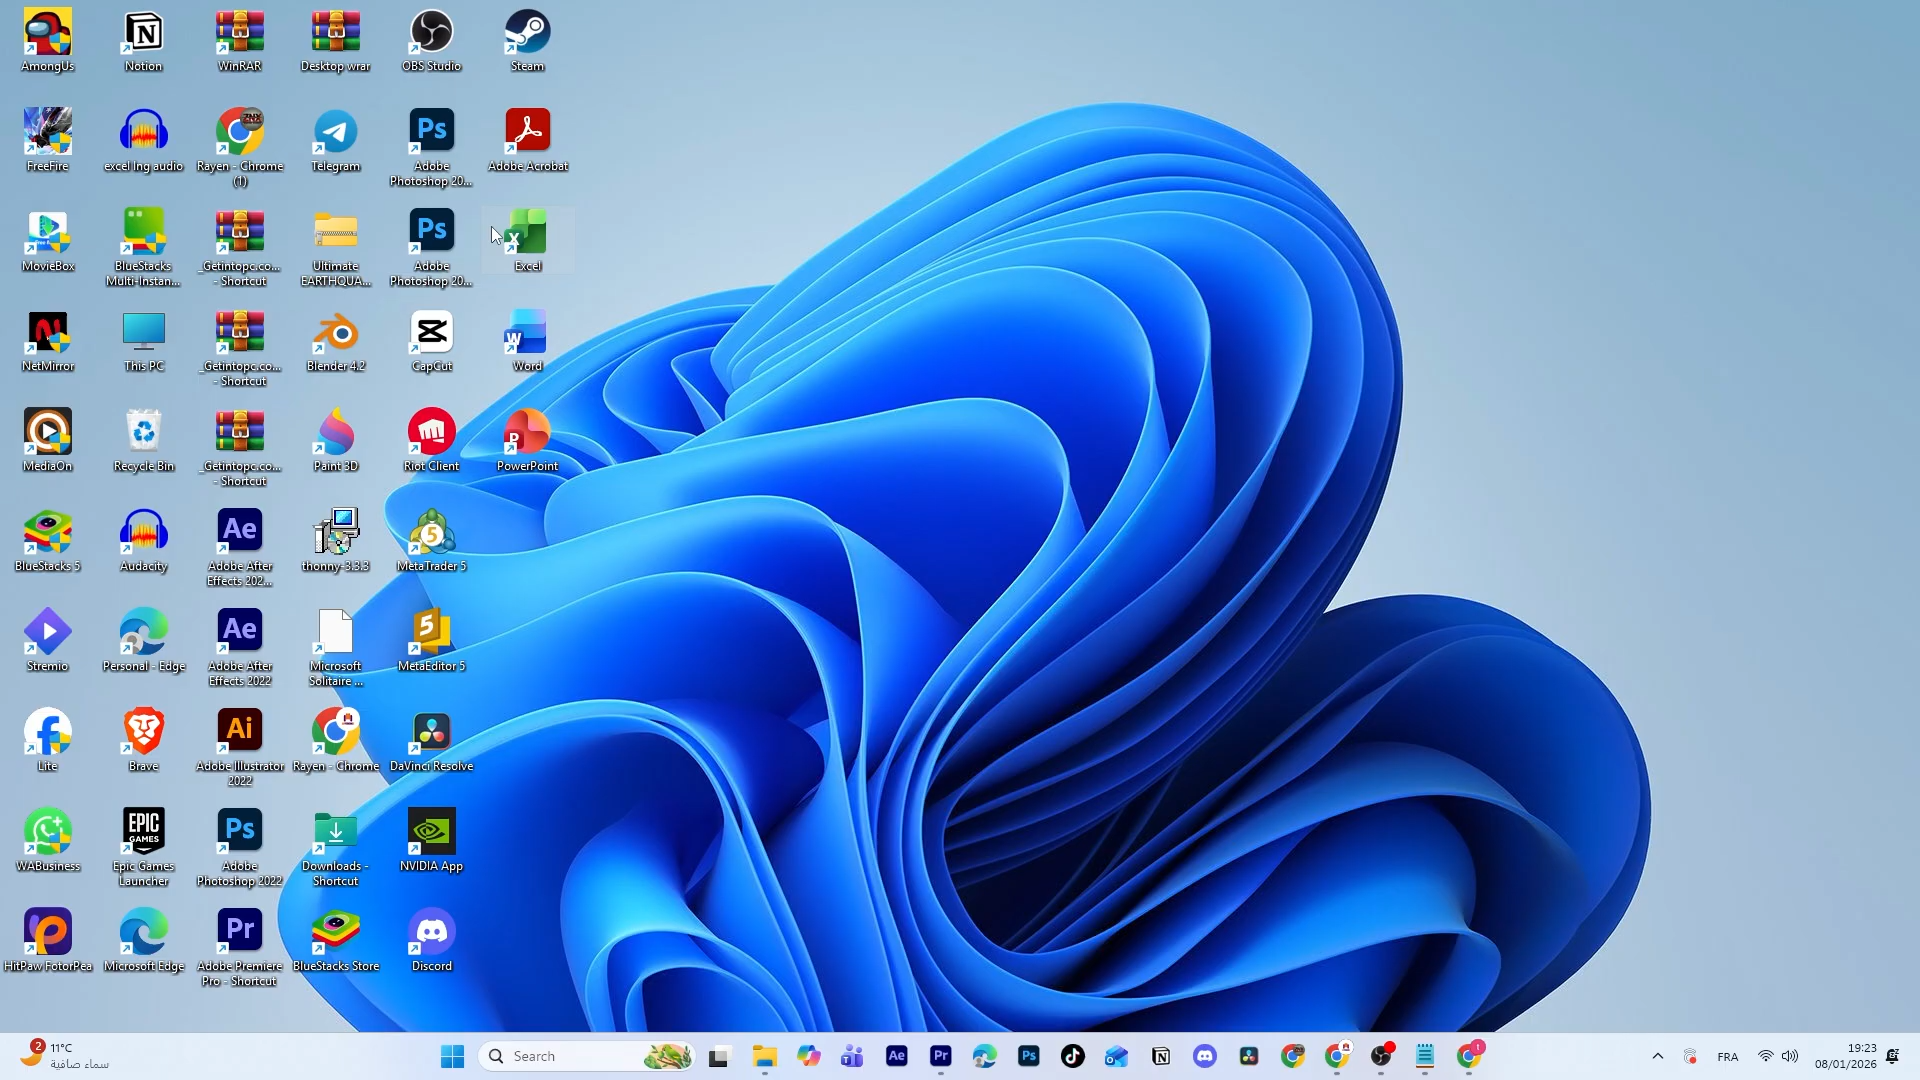 AmongUs
Notion
WinRAR
Desktop wrar
OBS Studio
Steam
FreeFire
excel lng audio
Rayen - Chrome
(1)
Telegram
Adobe
Photoshop 20...
Adobe Acrobat
MovieBox
BlueStacks
Multi-Instan...
_Getintopc.co...
- Shortcut
Ultimate
EARTHQUA...
Adobe
Photoshop 20...
Excel
NetMirror
This PC
_Getintopc.co...
- Shortcut
Blender 4.2
CapCut
Word
MediaOn
Recycle Bin
_Getintopc.co...
- Shortcut
Paint 3D
Riot Client
PowerPoint
BlueStacks 5
Audacity
Adobe After
Effects 202...
thonny-3.3.3
MetaTrader 5
Stremio
Personal - Edge
Adobe After
Effects 2022
Microsoft
Solitaire ...
MetaEditor 5
Lite
Brave
Adobe Illustrator
2022
Rayen - Chrome
DaVinci Resolve
WABusiness
Epic Games
Launcher
Adobe
Photoshop 2022
Downloads -
Shortcut
NVIDIA App
HitPaw FotorPea
Microsoft Edge
Adobe Premiere
Pro - Shortcut
BlueStacks Store
Discord
2
11°C
سماء صافية
Search
FRA
19:23
08/01/2026